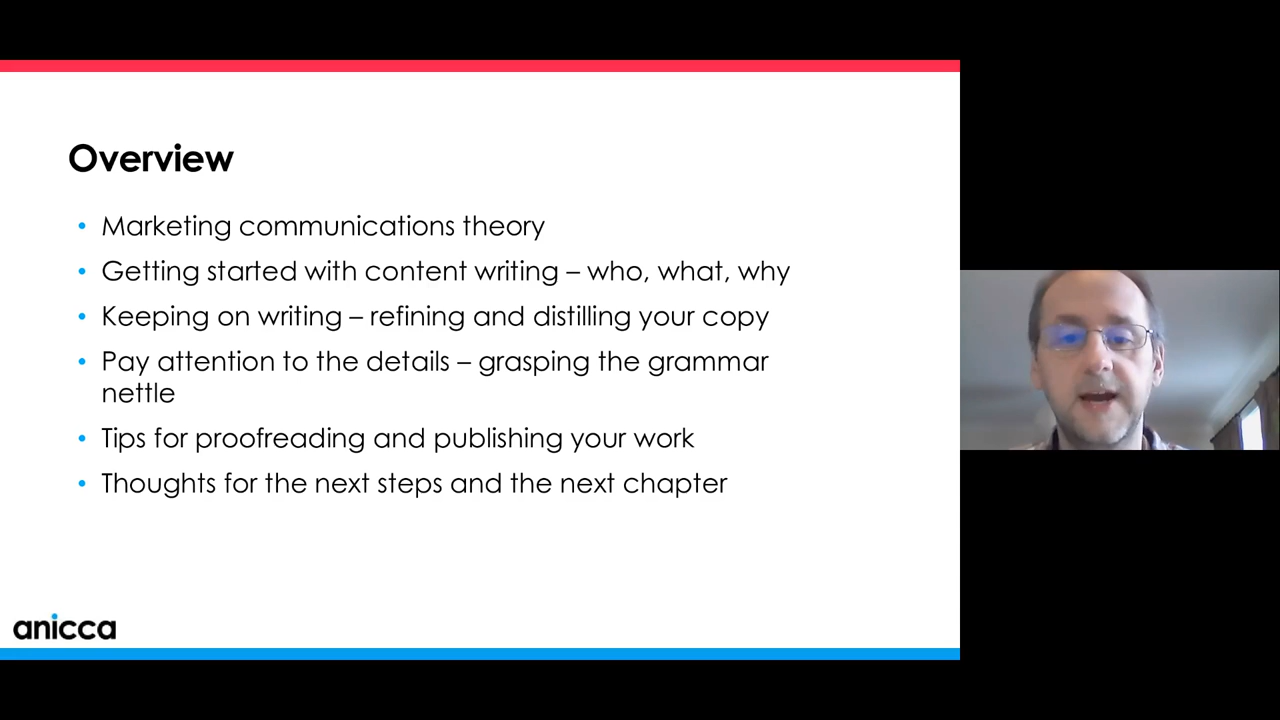 Overview
• Marketing communications theory
• Getting started with content writing – who, what, why
• Keeping on writing – refining and distilling your copy
• Pay attention to the details – grasping the grammar
nettle
• Tips for proofreading and publishing your work
• Thoughts for the next steps and the next chapter
anicca